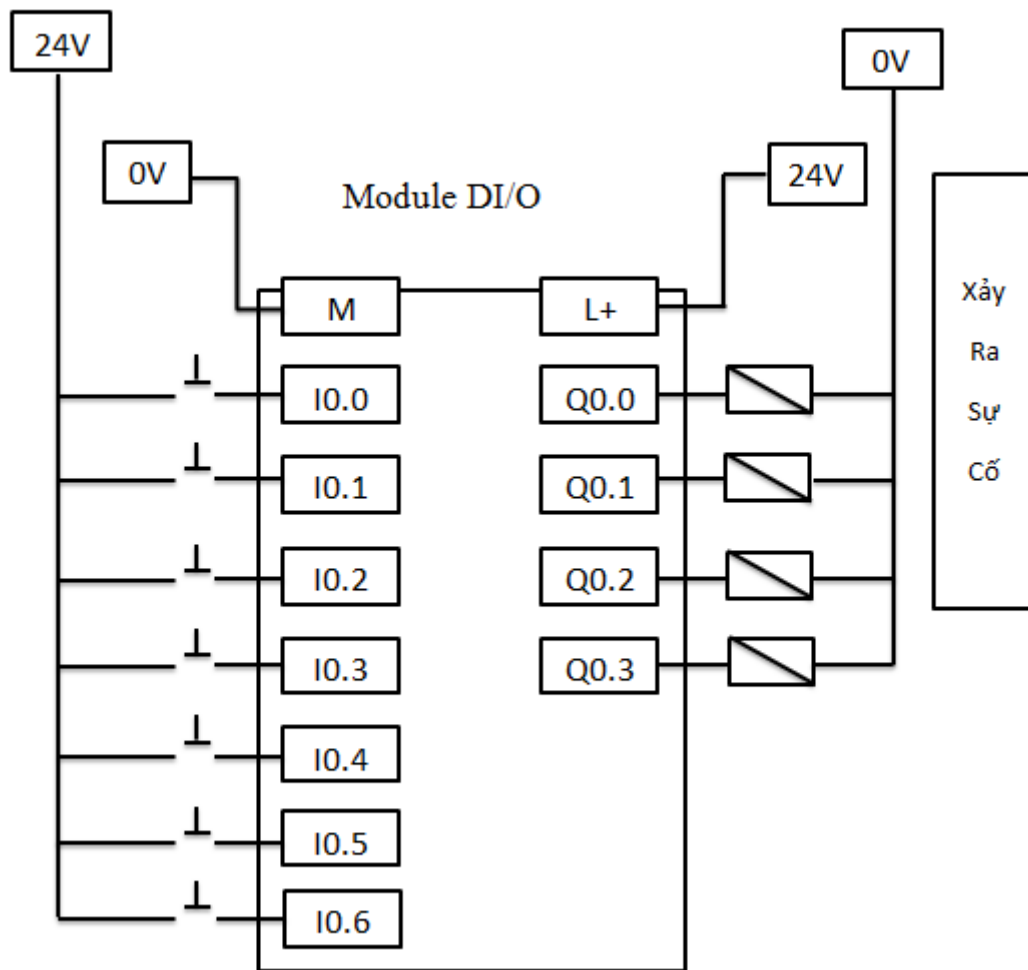 24V
0V
0V
Module DI/O
24V
M
L+
I0.0
Q0.0
I0.1
Q0.1
I0.2
Q0.2
I0.3
Q0.3
I0.4
I0.5
I0.6
Xảy
Ra
Sự
Cố